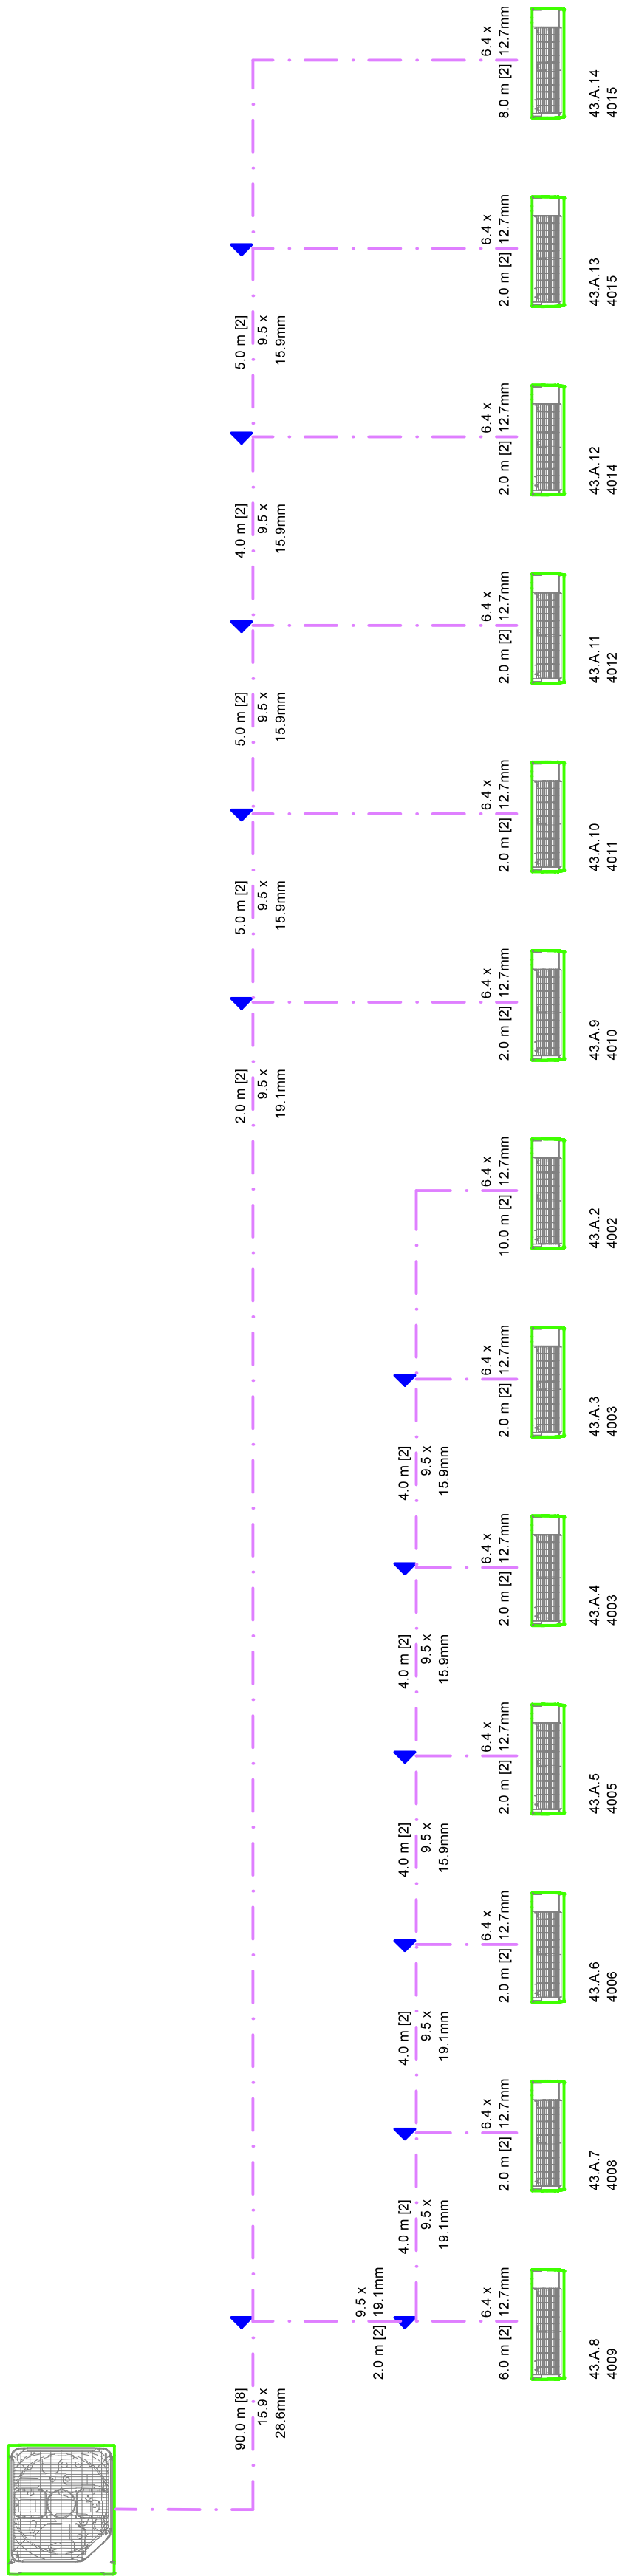 8.0 m [2]
6.4 x
12.7mm
43.A.14
4015
2.0 m [2]
6.4 x
12.7mm
43.A.13
4015
5.0 m [2]
9.5 x
15.9mm
2.0 m [2]
6.4 x
12.7mm
43.A.12
4014
4.0 m [2]
9.5 x
15.9mm
2.0 m [2]
6.4 x
12.7mm
43.A.11
4012
5.0 m [2]
9.5 x
15.9mm
2.0 m [2]
6.4 x
12.7mm
43.A.10
4011
5.0 m [2]
9.5 x
15.9mm
2.0 m [2]
6.4 x
12.7mm
43.A.9
4010
2.0 m [2]
9.5 x
19.1mm
10.0 m [2]
6.4 x
12.7mm
43.A.2
4002
2.0 m [2]
6.4 x
12.7mm
43.A.3
4003
4.0 m [2]
9.5 x
15.9mm
2.0 m [2]
6.4 x
12.7mm
43.A.4
4003
4.0 m [2]
9.5 x
15.9mm
2.0 m [2]
6.4 x
12.7mm
43.A.5
4005
4.0 m [2]
9.5 x
15.9mm
2.0 m [2]
6.4 x
12.7mm
43.A.6
4006
4.0 m [2]
9.5 x
19.1mm
2.0 m [2]
6.4 x
12.7mm
43.A.7
4008
4.0 m [2]
9.5 x
19.1mm
2.0 m [2]
9.5 x
19.1mm
6.0 m [2]
6.4 x
12.7mm
43.A.8
4009
90.0 m [8]
15.9 x
28.6mm